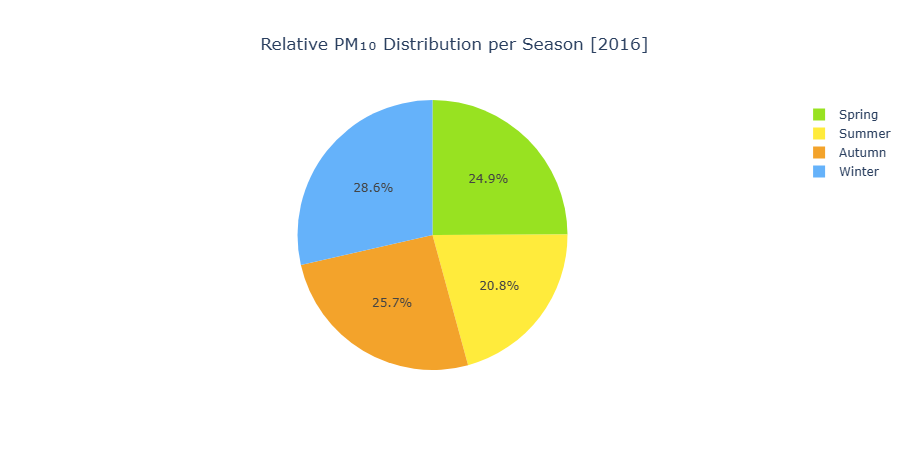 Relative PM₁₀ Distribution per Season [2016]
Spring
Summer
Autumn
Winter
28.6%
24.9%
20.8%
25.7%